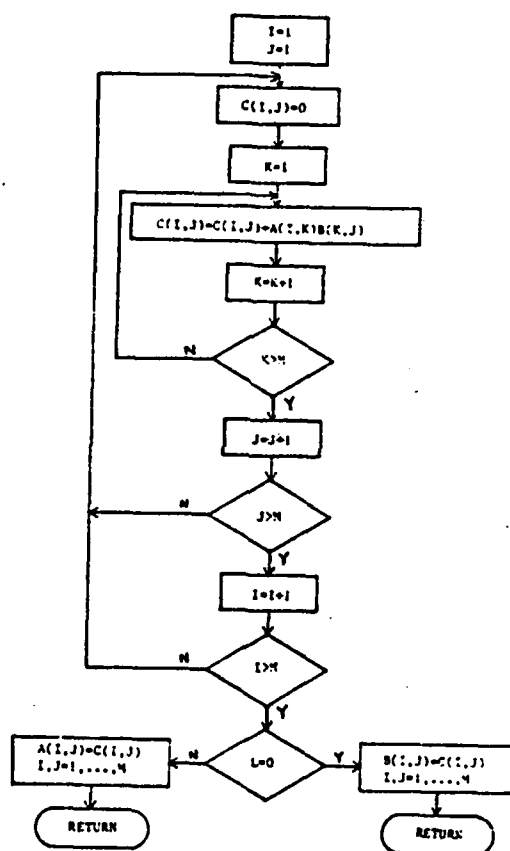 I=1
J=1
C(I,J)=0
K=1
C(I,J)=C(I,J)+A(I,K)B(K,J)
K=K+1
N
K>M
Y
J=J+1
N
J>M
Y
I=I+1
N
I>M
Y
A(I,J)=C(I,J)
I,J=1,...,M
N
L=0
Y
B(I,J)=C(I,J)
I,J=1,...,M
RETURN
RETURN